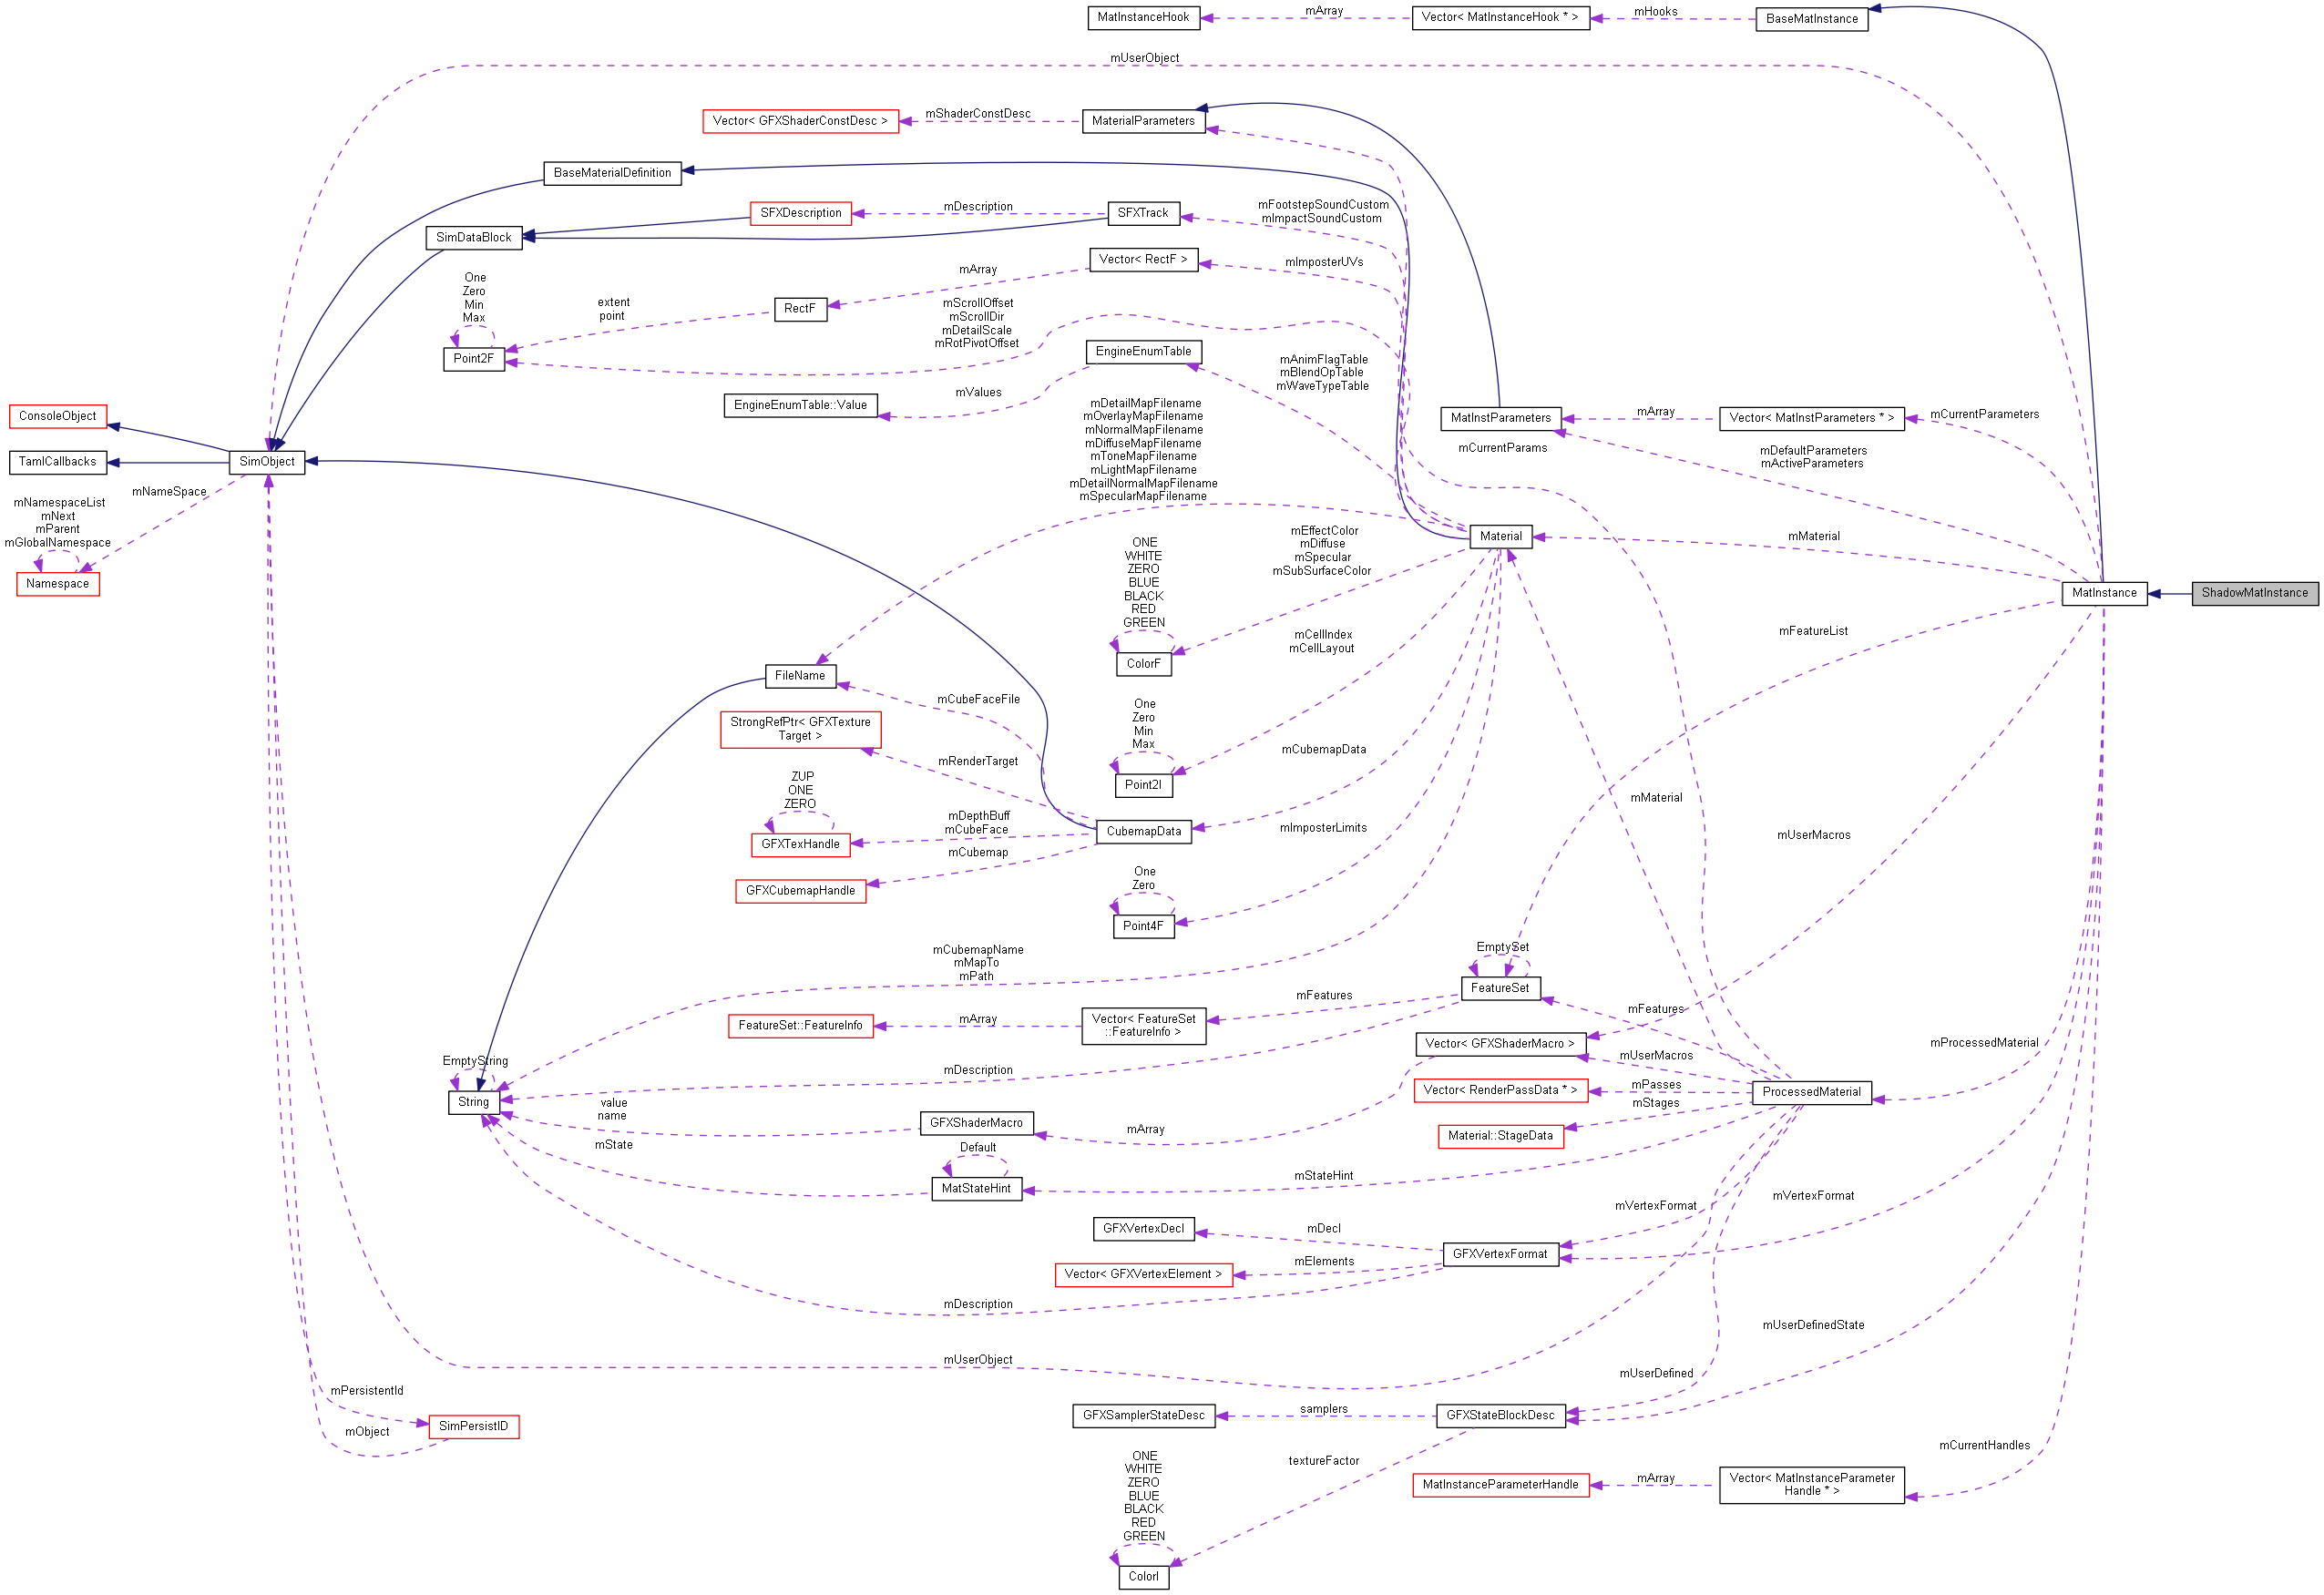 MatInstanceHook
mArray
Vector< MatInstanceHook * >
mHooks
BaseMatInstance
mUserObject
Vector< GFXShaderConstDesc >
mShaderConstDesc
MaterialParameters
BaseMaterialDefinition
SFXDescription
mDescription
SFXTrack
mFootstepSoundCustom
mImpactSoundCustom
SimDataBlock
Vector< RectF >
mImposterUVs
mArray
One
Zero
Min
Max
extent
point
RectF
mScrollOffset
mScrollDir
mDetailScale
mRotPivotOffset
Point2F
EngineEnumTable
mAnimFlagTable
mBlendOpTable
mWaveTypeTable
EngineEnumTable::Value
mValues
mDetailMapFilename
mOverlayMapFilename
mNormalMapFilename
mDiffuseMapFilename
mToneMapFilename
mLightMapFilename
mDetailNormalMapFilename
mSpecularMapFilename
MatInstParameters
mArray
Vector< MatInstParameters * >
mCurrentParameters
mCurrentParams
mDefaultParameters
mActiveParameters
ConsoleObject
TamlCallbacks
SimObject
mNameSpace
mNamespaceList
mNext
mParent
mGlobalNamespace
Namespace
Material
mMaterial
mEffectColor
mDiffuse
mSpecular
mSubSurfaceColor
ONE
WHITE
ZERO
BLUE
BLACK
RED
GREEN
ColorF
MatInstance
ShadowMatInstance
mFeatureList
mCellIndex
mCellLayout
FileName
mCubeFaceFile
StrongRefPtr< GFXTexture
Target >
mRenderTarget
One
Zero
Min
Max
Point2I
mCubemapData
ZUP
ONE
ZERO
GFXTexHandle
mDepthBuff
mCubeFace
mCubemap
CubemapData
mImposterLimits
mMaterial
mUserMacros
GFXCubemapHandle
One
Zero
Point4F
mCubemapName
mMapTo
mPath
EmptySet
FeatureSet
mFeatures
FeatureSet::FeatureInfo
mArray
Vector< FeatureSet
::FeatureInfo >
mFeatures
Vector< GFXShaderMacro >
mUserMacros
mProcessedMaterial
EmptyString
String
mDescription
Vector< RenderPassData * >
mPasses
ProcessedMaterial
value
name
GFXShaderMacro
mArray
mStages
Material::StageData
mState
Default
MatStateHint
mStateHint
mVertexFormat
mVertexFormat
GFXVertexDecl
mDecl
GFXVertexFormat
Vector< GFXVertexElement >
mElements
mDescription
mUserDefinedState
mUserObject
mUserDefined
mPersistentId
mObject
SimPersistID
GFXSamplerStateDesc
samplers
GFXStateBlockDesc
textureFactor
mCurrentHandles
MatInstanceParameterHandle
mArray
Vector< MatInstanceParameter
Handle * >
ONE
WHITE
ZERO
BLUE
BLACK
RED
GREEN
ColorI